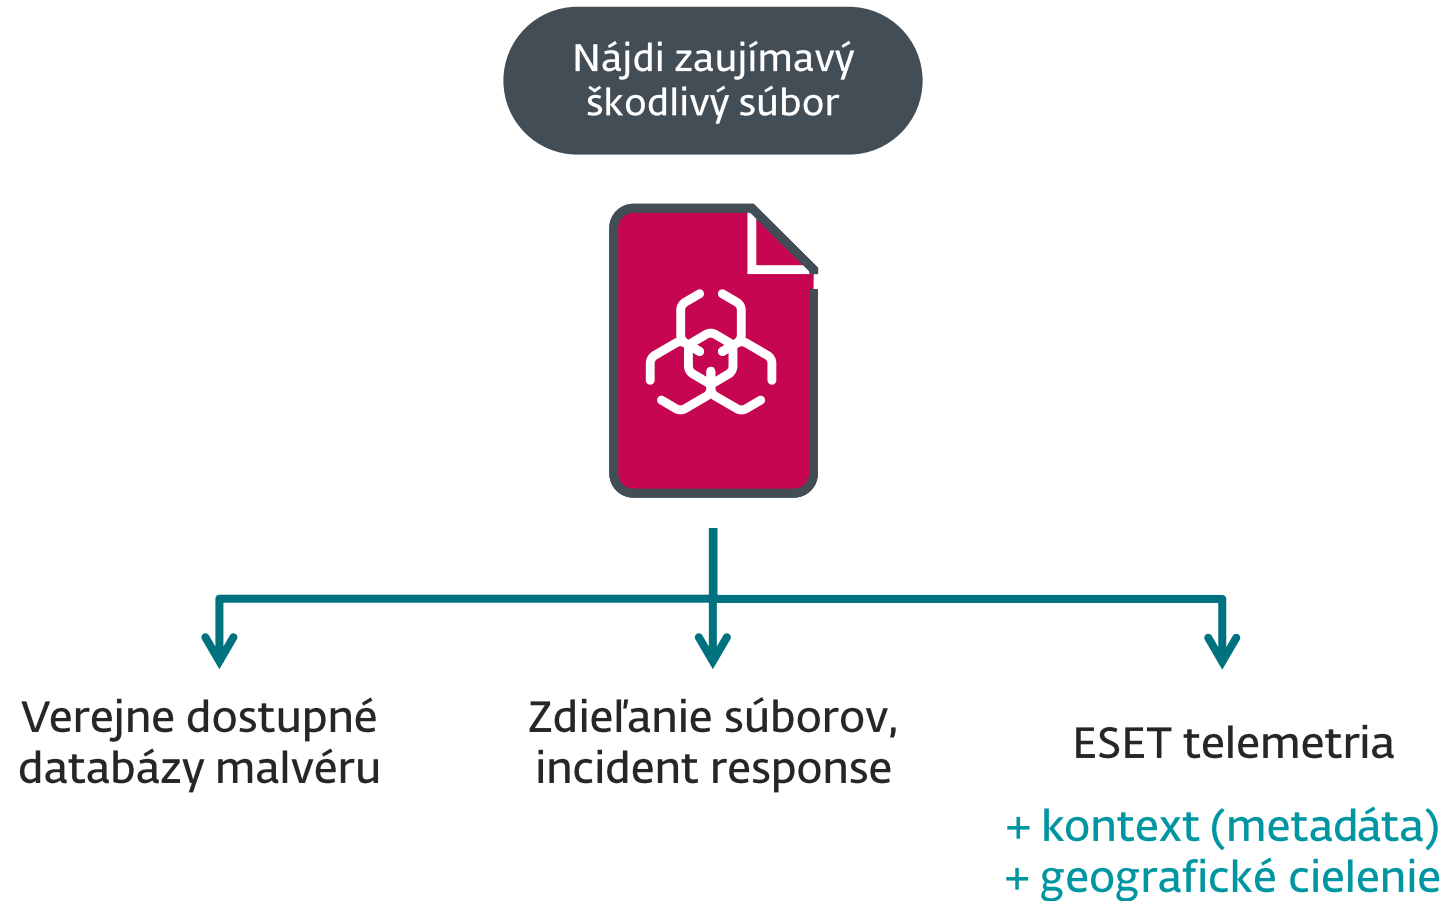 Nájdi zaujímavý
škodlivý súbor
Verejne dostupné
databázy malvéru
Zdieľanie súborov,
incident response
ESET telemetria
+ kontext (metadáta)
+ geografické cielenie